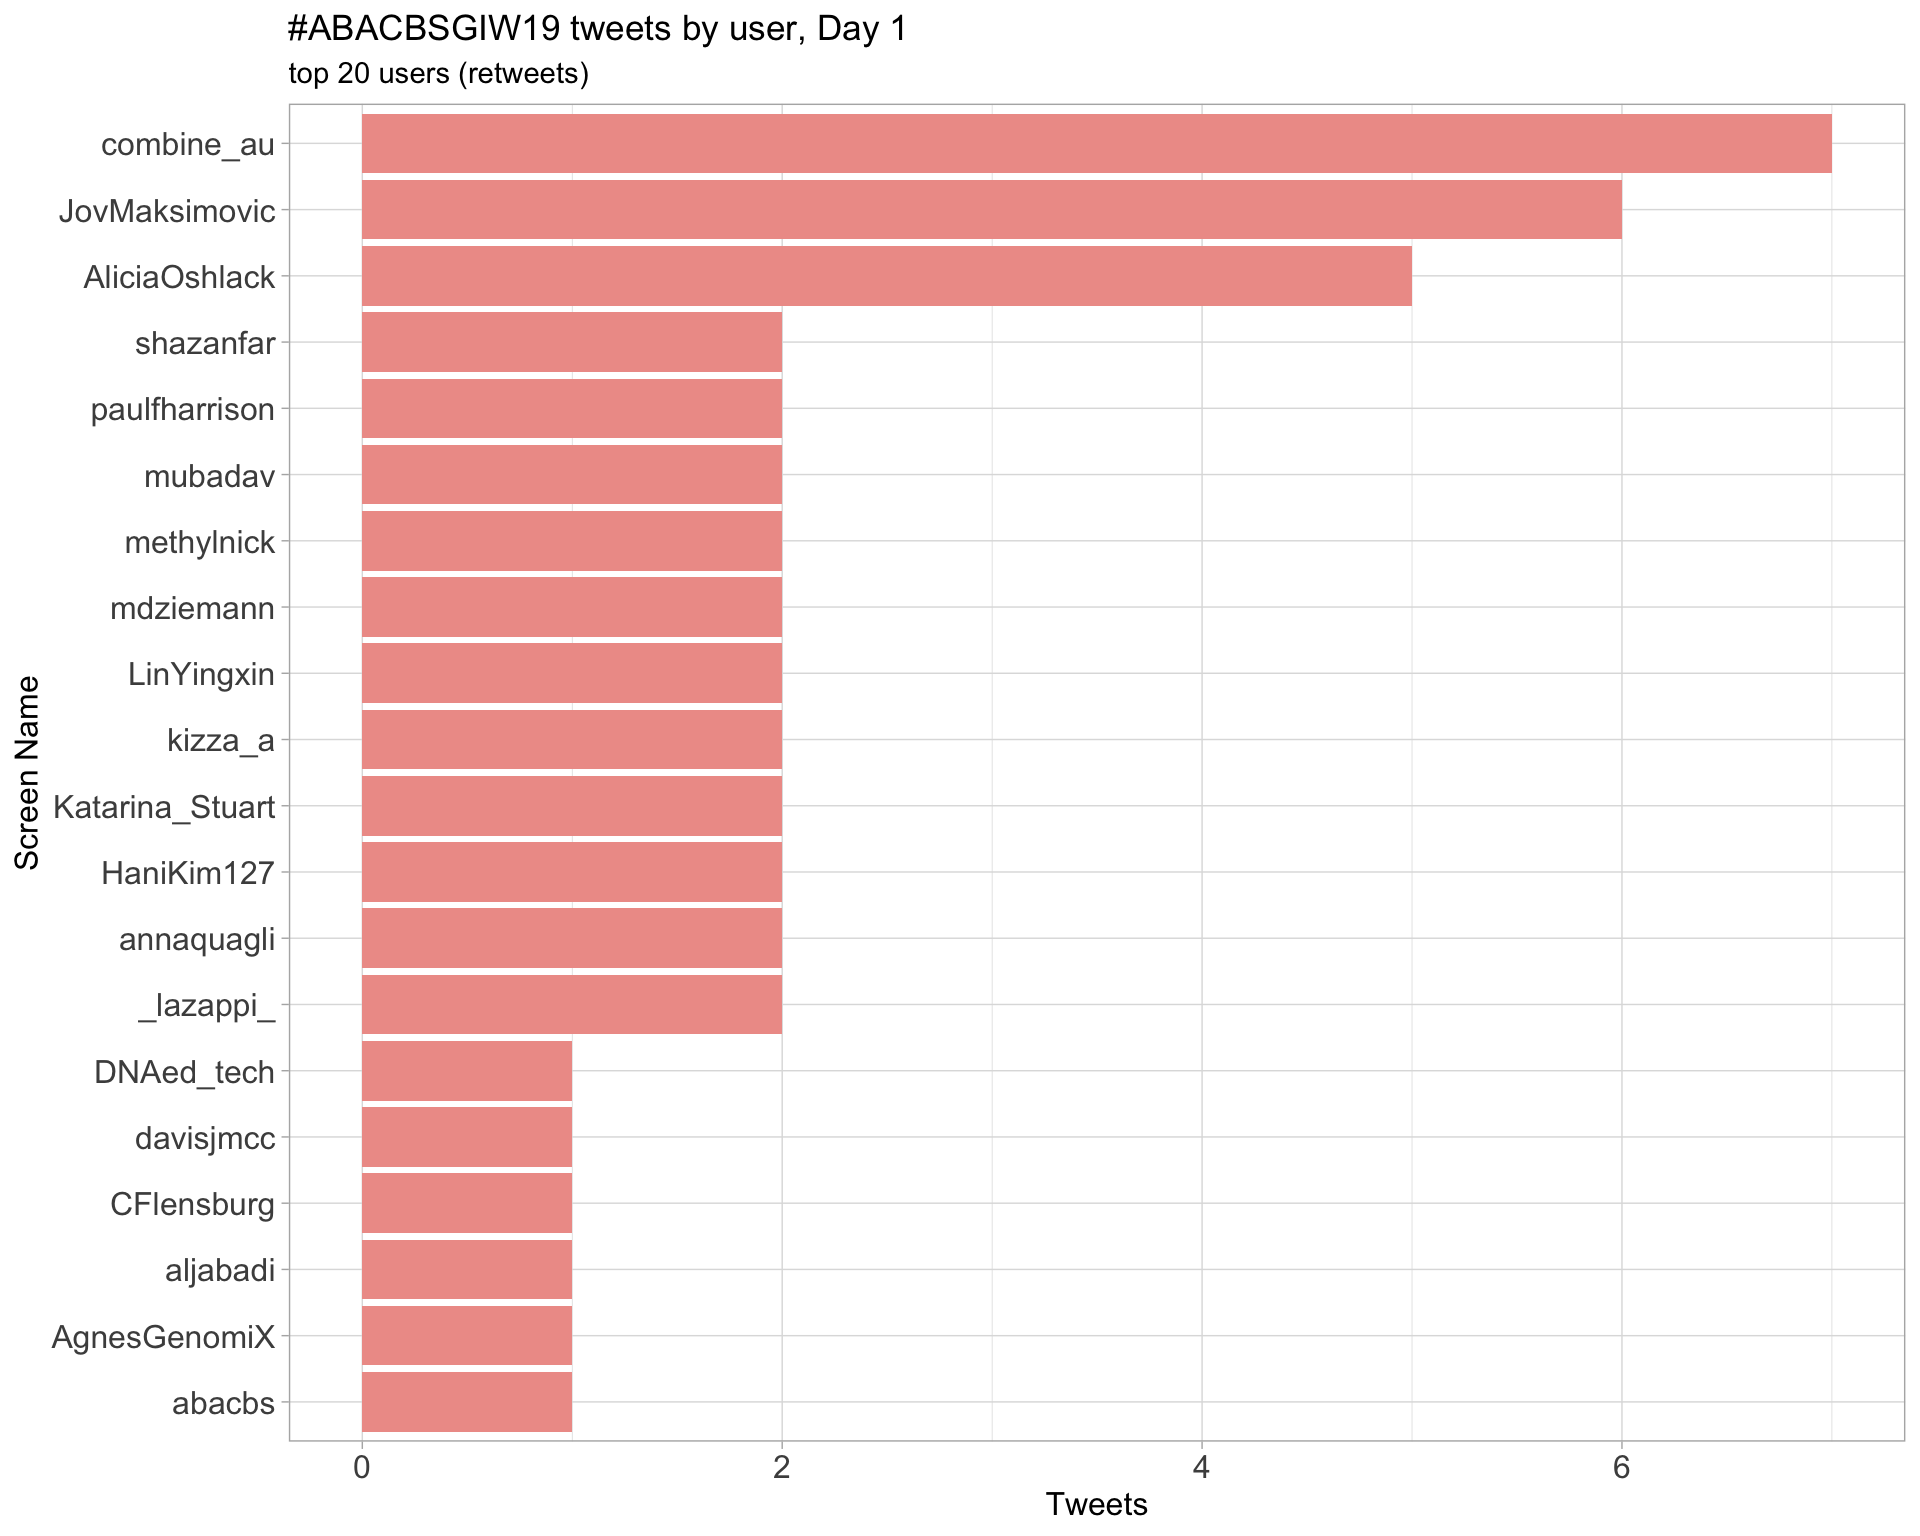 #ABACBSGIW19 tweets by user, Day 1
top 20 users (retweets)
Screen Name
combine_au
JovMaksimovic
AliciaOshlack
shazanfar
paulfharrison
mubadav
methylnick
mdziemann
LinYingxin
kizza_a
Katarina_Stuart
HaniKim127
annaquagli
_lazappi_
DNAed_tech
davisjmcc
CFlensburg
aljabadi
AgnesGenomiX
abacbs
0 2 4 6
Tweets